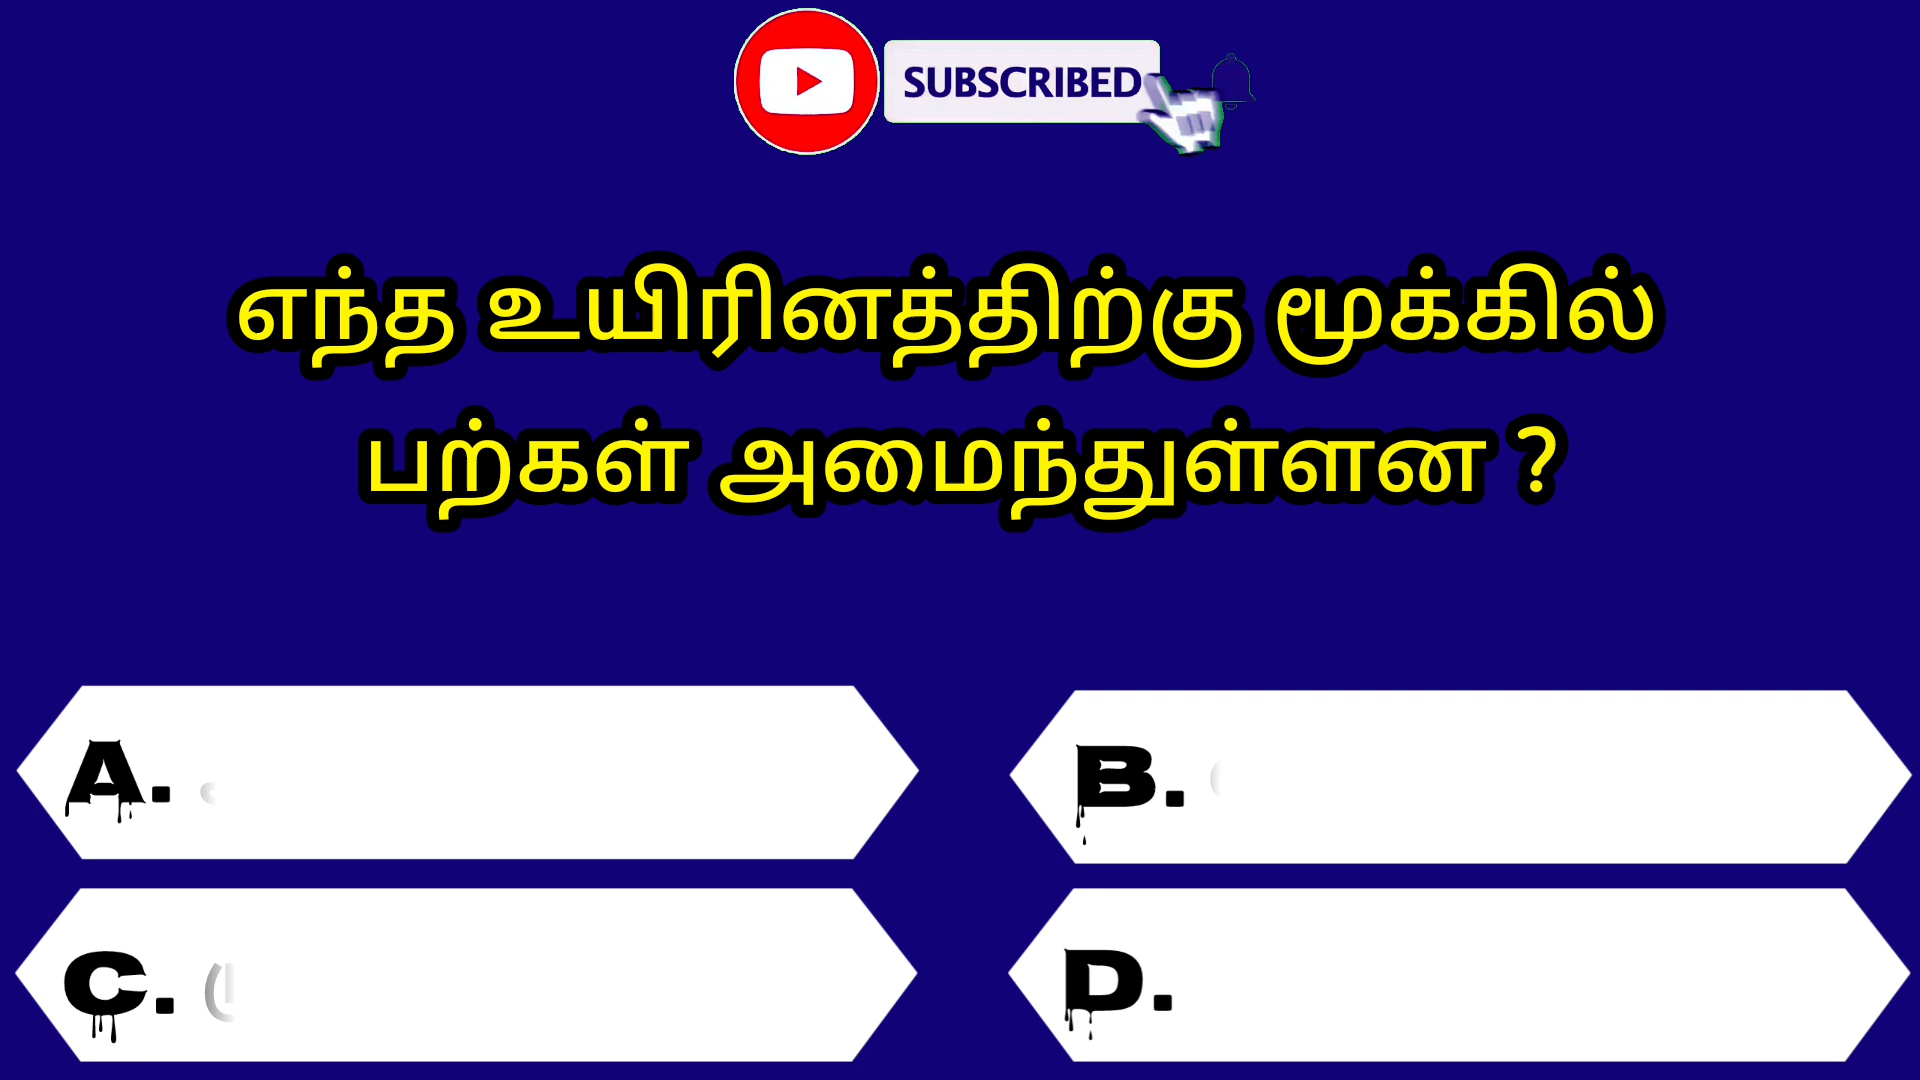 SUBSCRIBED
எந்த உயிரினத்திற்கு மூக்கில்
பற்கள் அமைந்துள்ளன ?
A.
B.
C.
D.